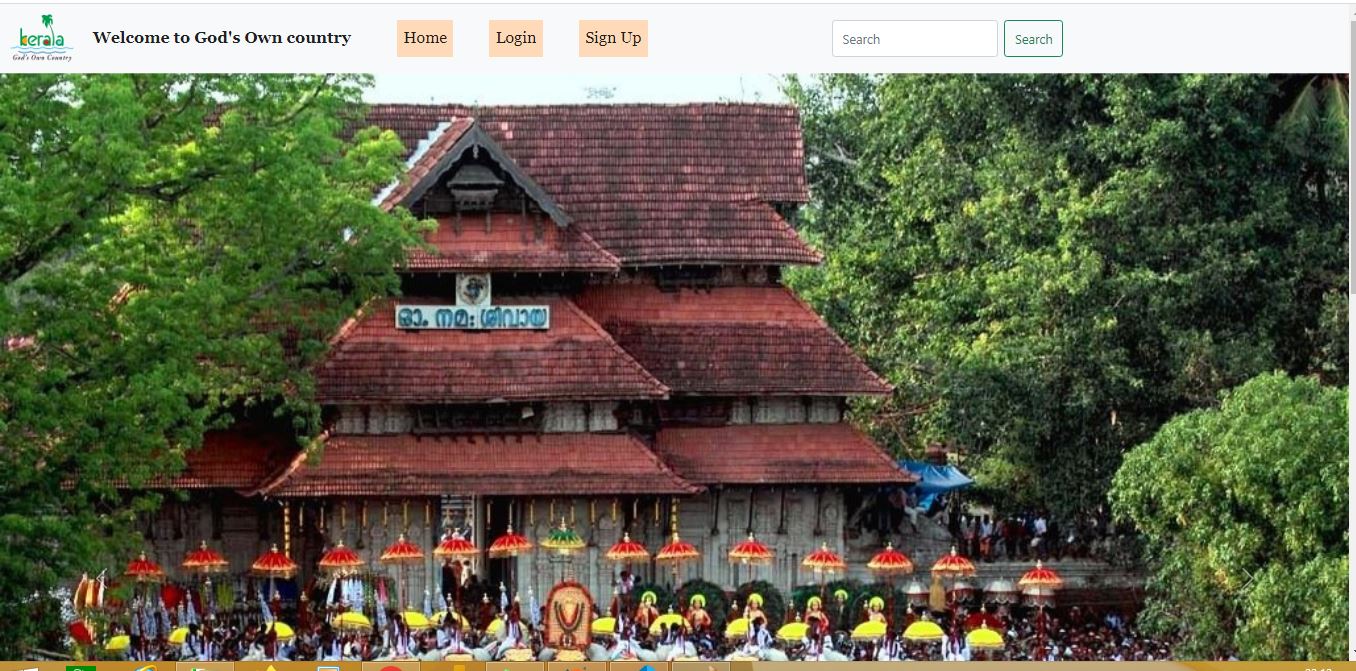 kerala
God's Own Country
Welcome to God's Own country
Home
Login
Sign Up
Search
Search
ഓം നമഃ ശിവായ